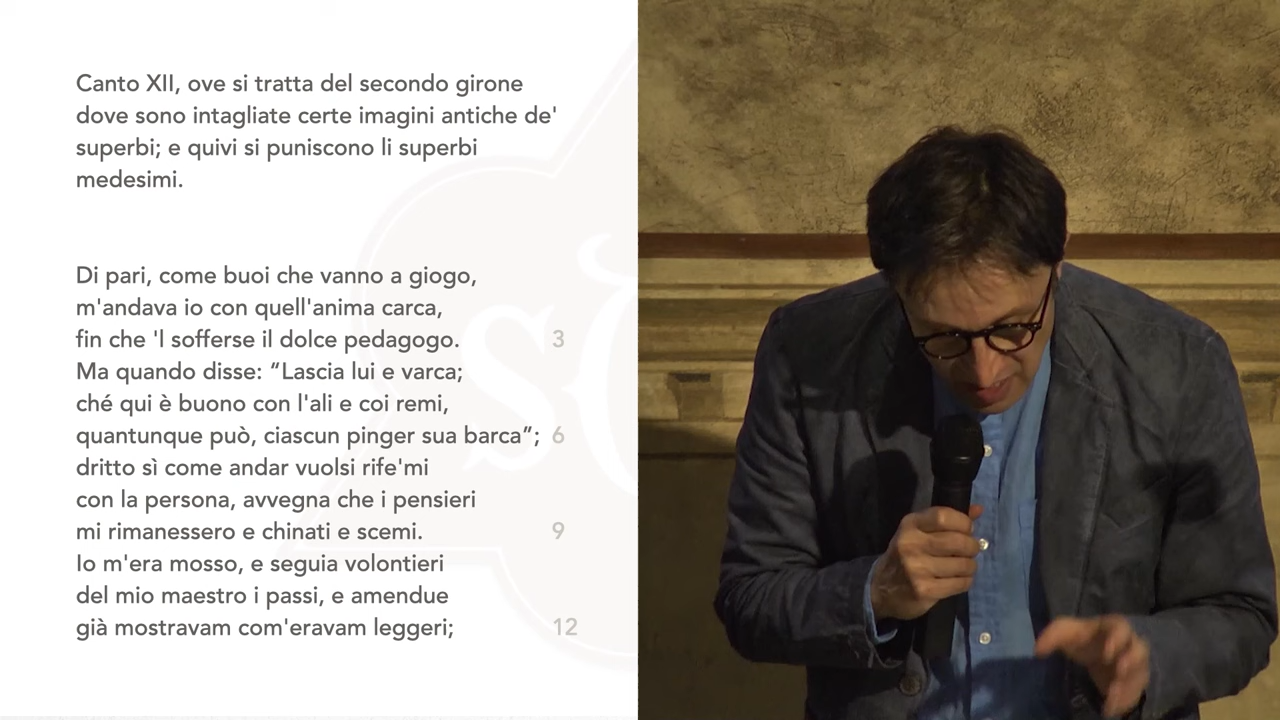 Canto XII, ove si tratta del secondo girone
dove sono intagliate certe imagini antiche de'
superbi; e quivi si puniscono li superbi
medesimi.
Di pari, come buoi che vanno a giogo,
m'andava io con quell'anima carca,
fin che 'l sofferse il dolce pedagogo. 3
Ma quando disse: “Lascia lui e varca;
ché qui è buono con l'ali e coi remi,
quantunque può, ciascun pinger sua barca”; 6
dritto sì come andar vuolsi rife'mi
con la persona, avvegna che i pensieri
mi rimanessero e chinati e scemi. 9
Io m'era mosso, e seguia volontieri
del mio maestro i passi, e amendue
già mostravam com'eravam leggeri; 12